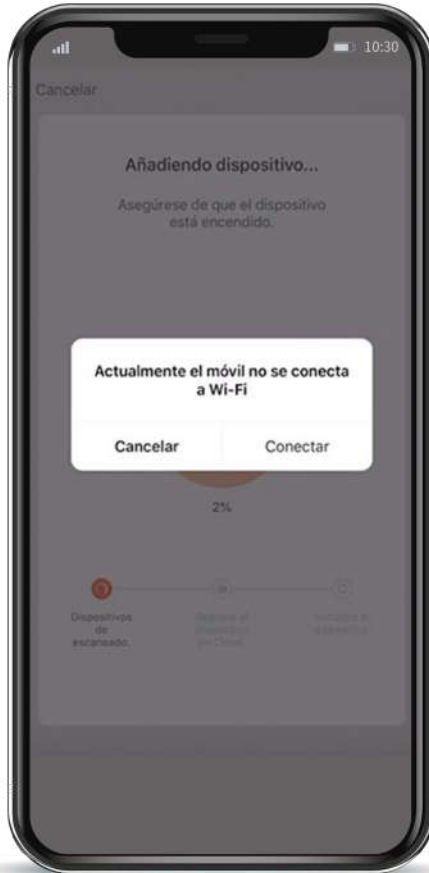 10:30
Cancelar
Añadiendo dispositivo...
Asegúrese de que el dispositivo
está encendido.
Actualmente el móvil no se conecta
a Wi-Fi
Cancelar Conectar
2%
Dispositivos
de
escaneado.